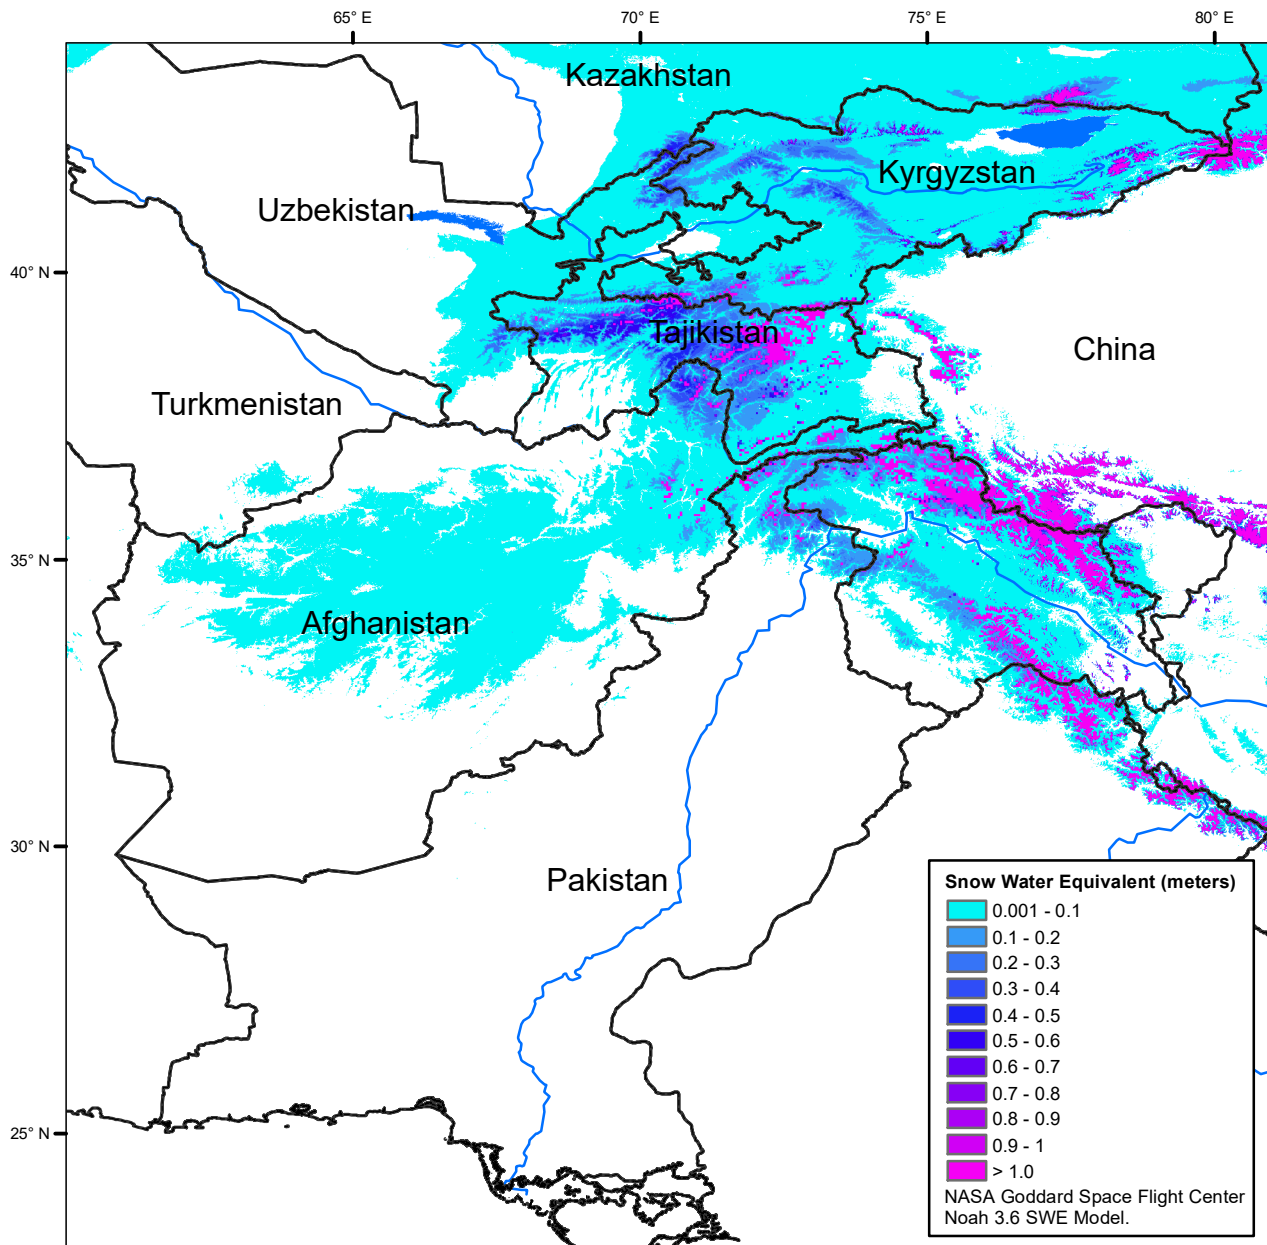 65° E 70° E 75° E 80° E
Kazakhstan
Kyrgyzstan
Uzbekistan
40° N
Tajikistan
China
Turkmenistan
35° N
Afghanistan
30° N
Pakistan
25° N
Snow Water Equivalent (meters)
0.001 - 0.1
0.1 - 0.2
0.2 - 0.3
0.3 - 0.4
0.4 - 0.5
0.5 - 0.6
0.6 - 0.7
0.7 - 0.8
0.8 - 0.9
0.9 - 1
> 1.0
NASA Goddard Space Flight Center
Noah 3.6 SWE Model.